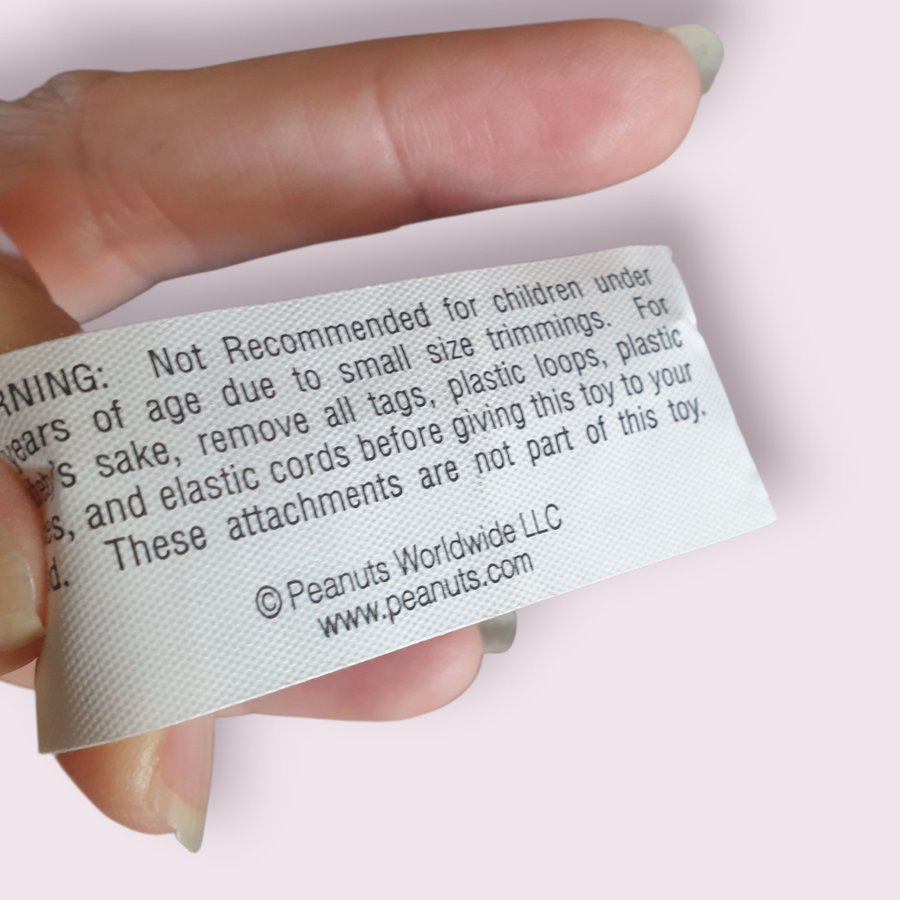 RNING: Not Recommended for children under
years of age due to small size trimmings. For
's sake, remove all tags, plastic loops, plastic
es, and elastic cords before giving this toy to your
d. These attachments are not part of this toy.
© Peanuts Worldwide LLC
www.peanuts.com